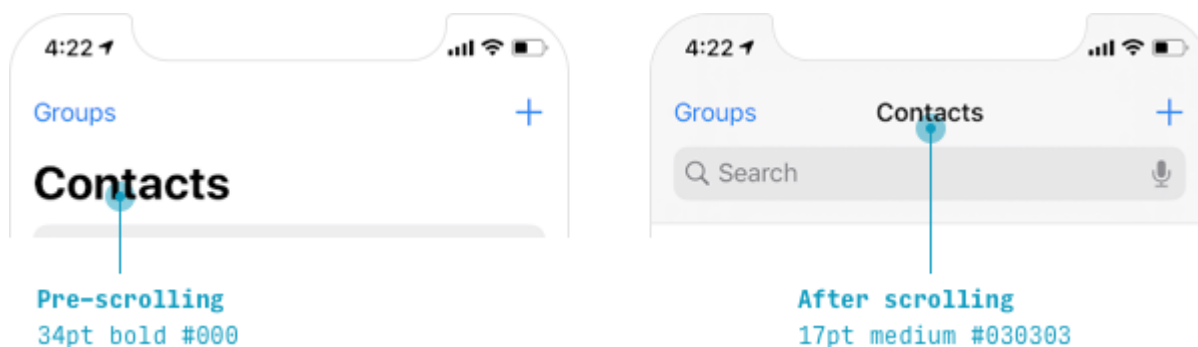 4:22
Groups
Contacts
Pre-scrolling
34pt bold #000
4:22
Groups
Contacts
Search
After scrolling
17pt medium #030303